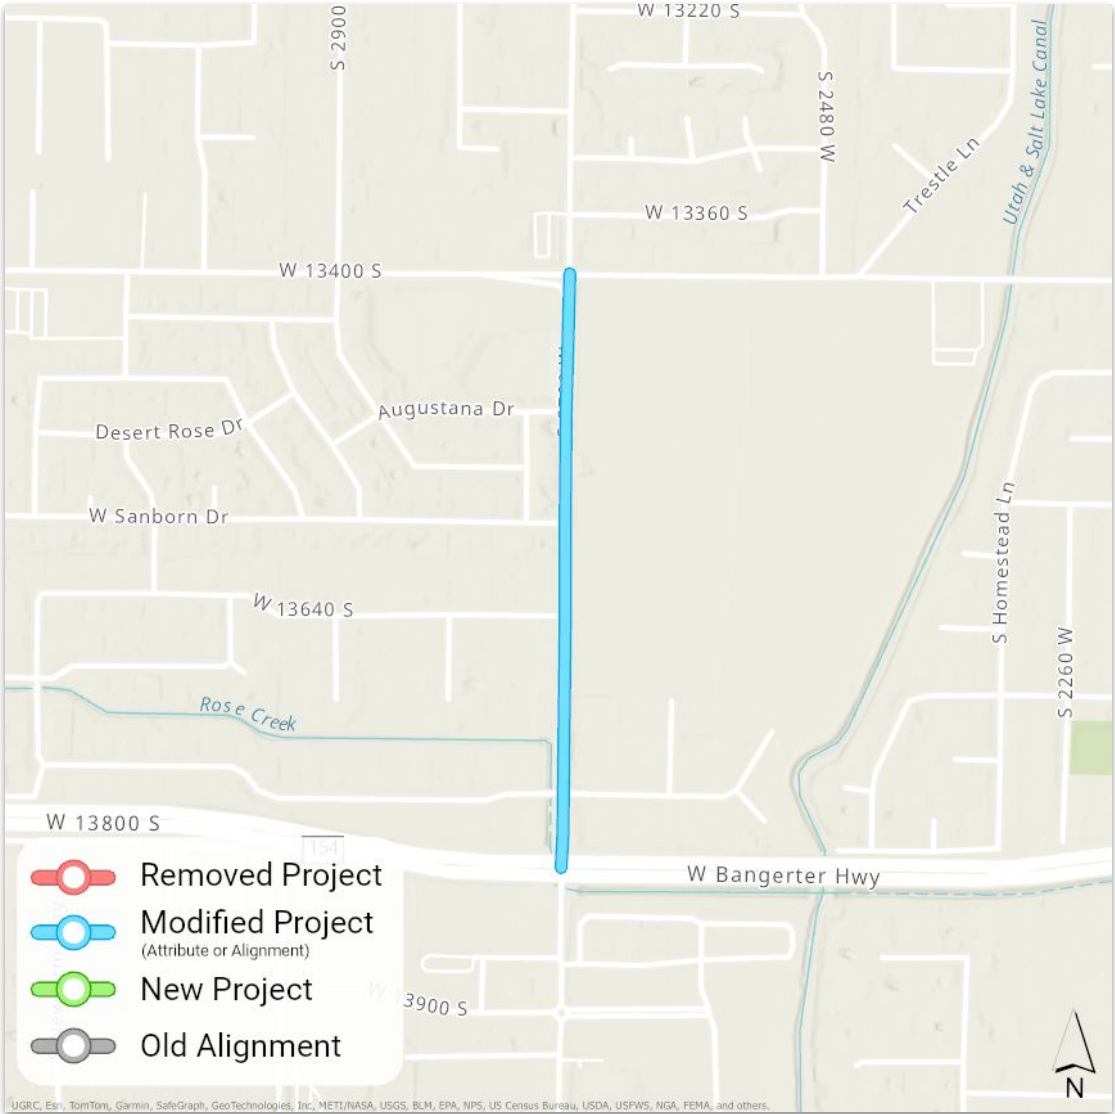 W 13220 S
S 2900
S 2480 W
Utah & Salt Lake Canal
Trestle Ln
W 13360 S
W 13400 S
Augustana Dr
Desert Rose Dr
W Sanborn Dr
S Homestead Ln
W 13640 S
S 2260 W
Rose Creek
W 13800 S
154
W Bangerter Hwy
Removed Project
Modified Project
(Attribute or Alignment)
New Project
W 13900 S
Old Alignment
N
UGRC, Esri, TomTom, Garmin, SafeGraph, GeoTechnologies, Inc, METI/NASA, USGS, BLM, EPA, NPS, US Census Bureau, USDA, USFWS, NGA, FEMA, and others.